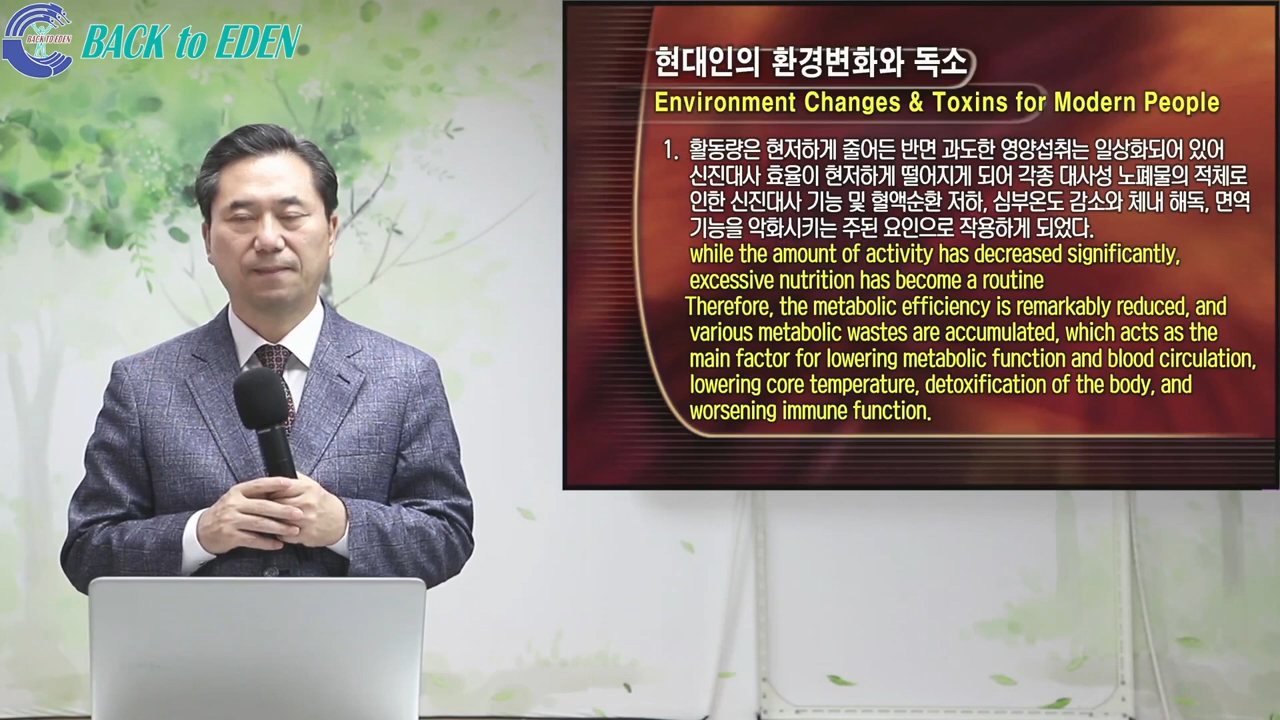 BACK TO EDEN
BACK to EDEN
현대인의 환경변화와 독소
Environment Changes & Toxins for Modern People
1. 활동량은 현저하게 줄어든 반면 과도한 영양섭취는 일상화되어 있어
신진대사 효율이 현저하게 떨어지게 되어 각종 대사성 노폐물의 적체로
인한 신진대사 기능 및 혈액순환 저하, 심부온도 감소와 체내 해독, 면역
기능을 악화시키는 주된 요인으로 작용하게 되었다.
while the amount of activity has decreased significantly,
excessive nutrition has become a routine
Therefore, the metabolic efficiency is remarkably reduced, and
various metabolic wastes are accumulated, which acts as the
main factor for lowering metabolic function and blood circulation,
lowering core temperature, detoxification of the body, and
worsening immune function.